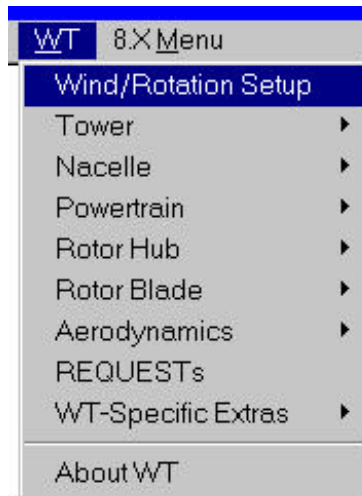 WT 8.X Menu
Wind/Rotation Setup
Tower
Nacelle
Powertrain
Rotor Hub
Rotor Blade
Aerodynamics
REQUESTs
WT-Specific Extras
About WT